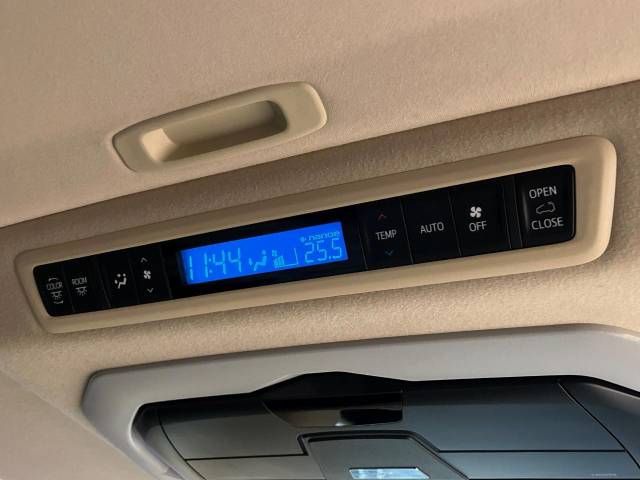 COLOR
ROOM
11:44
nanoe
25.5
TEMP
AUTO
OFF
OPEN
CLOSE